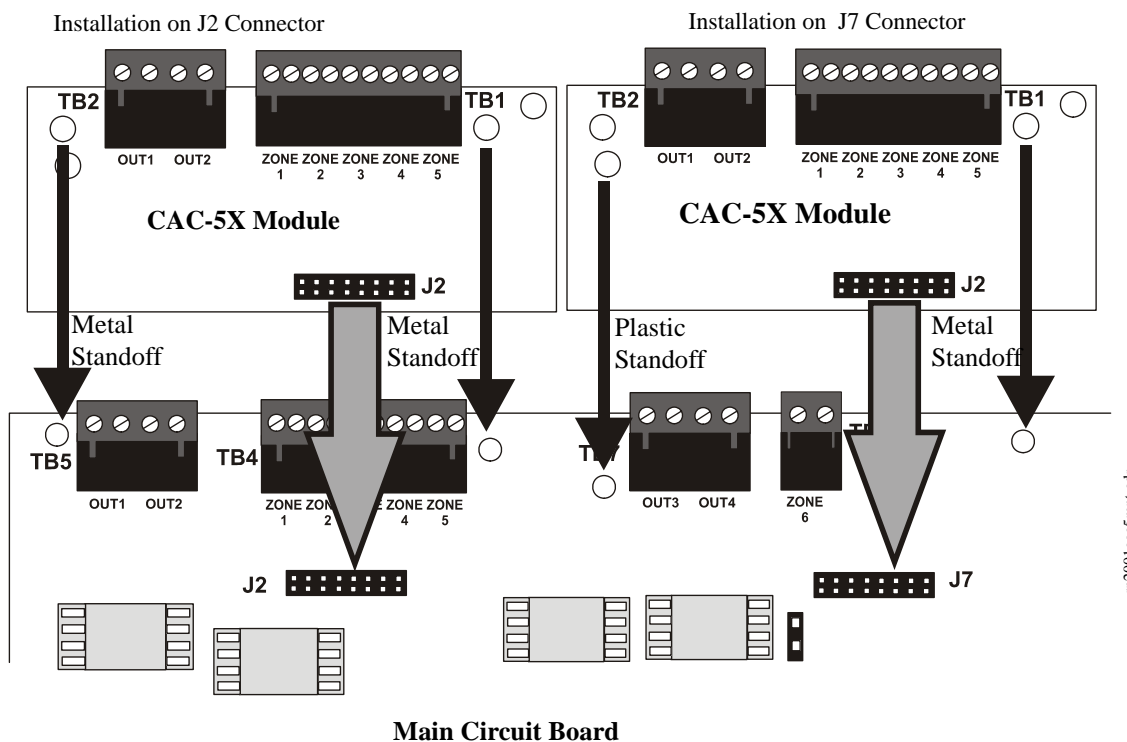 Installation on J2 Connector
Installation on J7 Connector
TB2
TB1
OUT1 OUT2
ZONE 1 ZONE 2 ZONE 3 ZONE 4 ZONE 5
CAC-5X Module
J2
TB2
TB1
OUT1 OUT2
ZONE 1 ZONE 2 ZONE 3 ZONE 4 ZONE 5
CAC-5X Module
J2
Metal
Standoff
Metal
Standoff
Plastic
Standoff
Metal
Standoff
TB5
TB4
OUT1 OUT2
ZONE 1 2 ZONE 4 ZONE 5
OUT3 OUT4
ZONE 6
J2
J7
Main Circuit Board